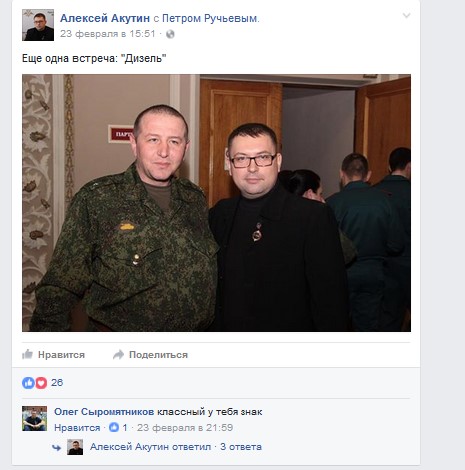 Алексей Акутин с Петром Ручьевым.
23 февраля в 15:51 ·
Еще одна встреча: "Дизель"
ПАРТ
Нравится Поделиться
26
Олег Сыромятников классный у тебя знак
Нравится · 1 · 23 февраля в 21:59
Алексей Акутин ответил · 3 ответа